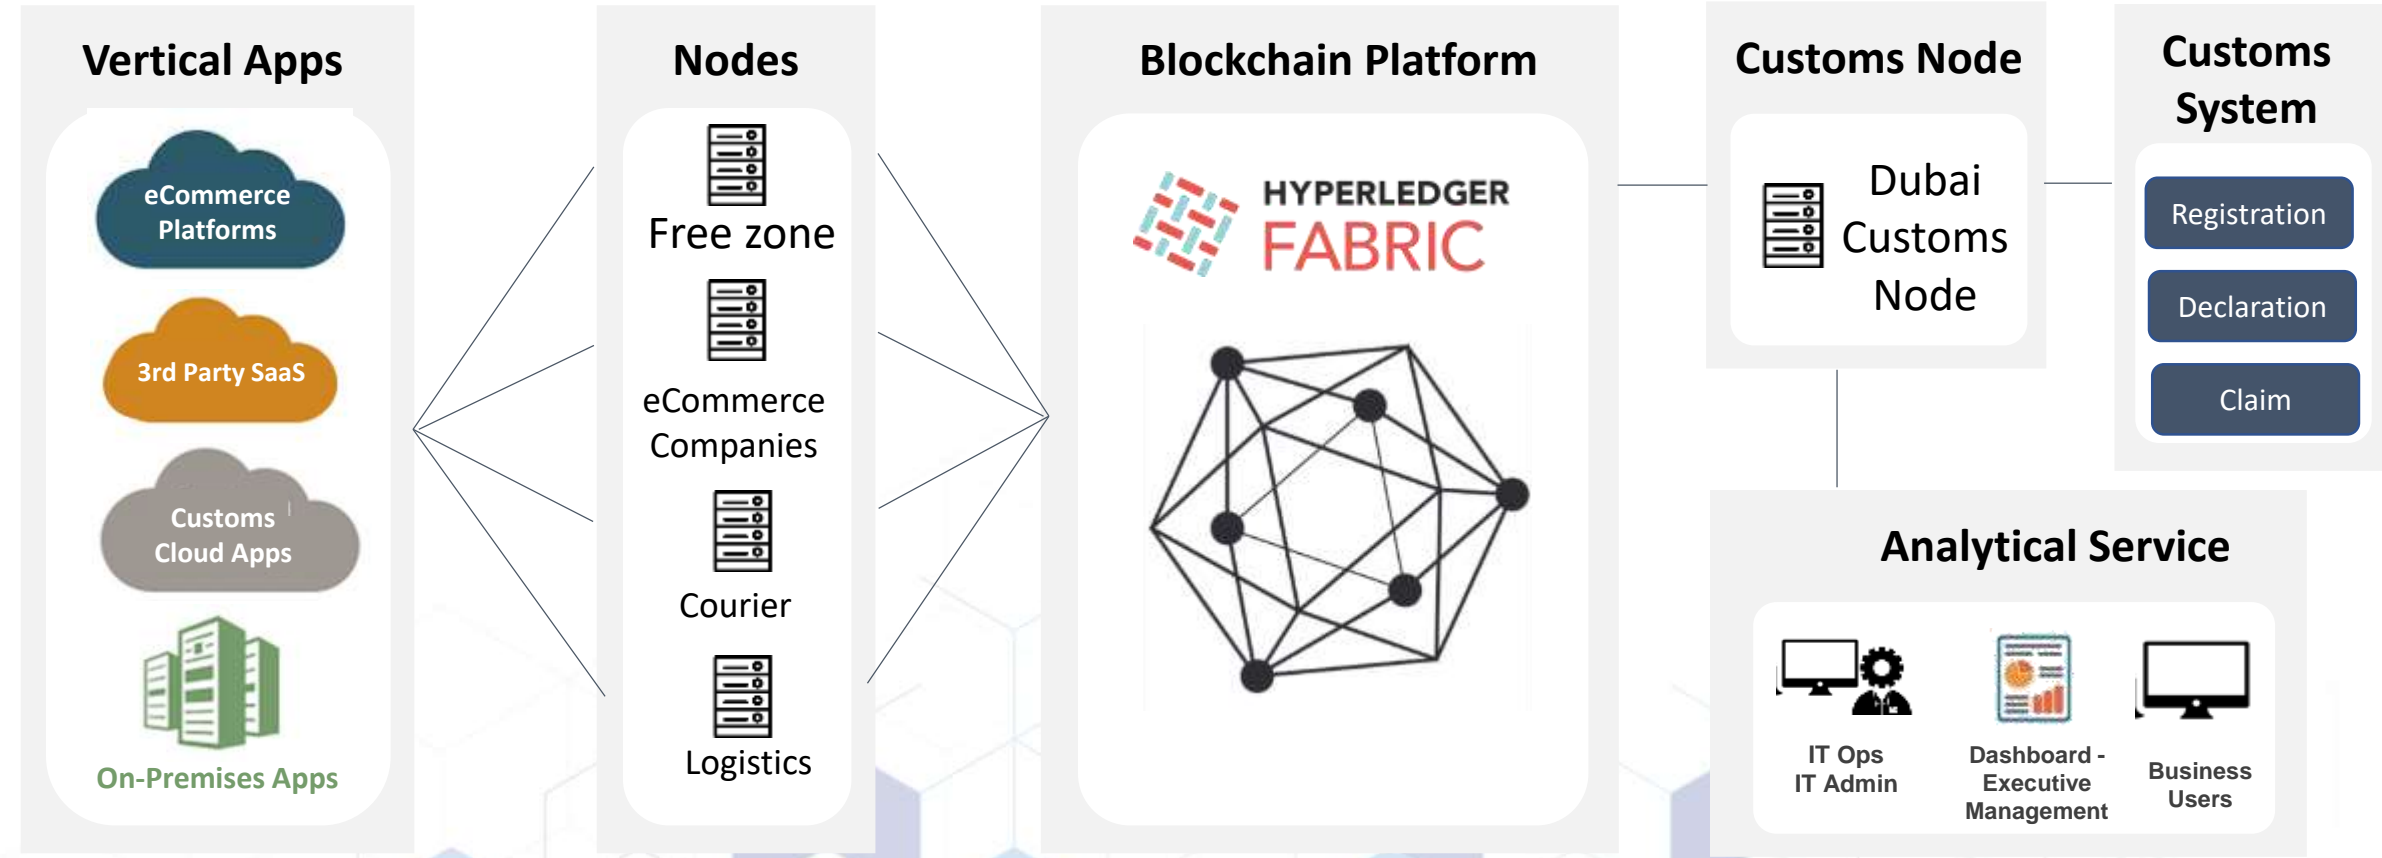 Vertical Apps
eCommerce
Platforms
3rd Party SaaS
Customs
Cloud Apps
On-Premises Apps
Nodes
Free zone
eCommerce
Companies
Courier
Logistics
Blockchain Platform
HYPERLEDGER
FABRIC
Customs Node
Dubai
Customs
Node
Customs
System
Registration
Declaration
Claim
Analytical Service
IT Ops
IT Admin
Dashboard -
Executive
Management
Business
Users